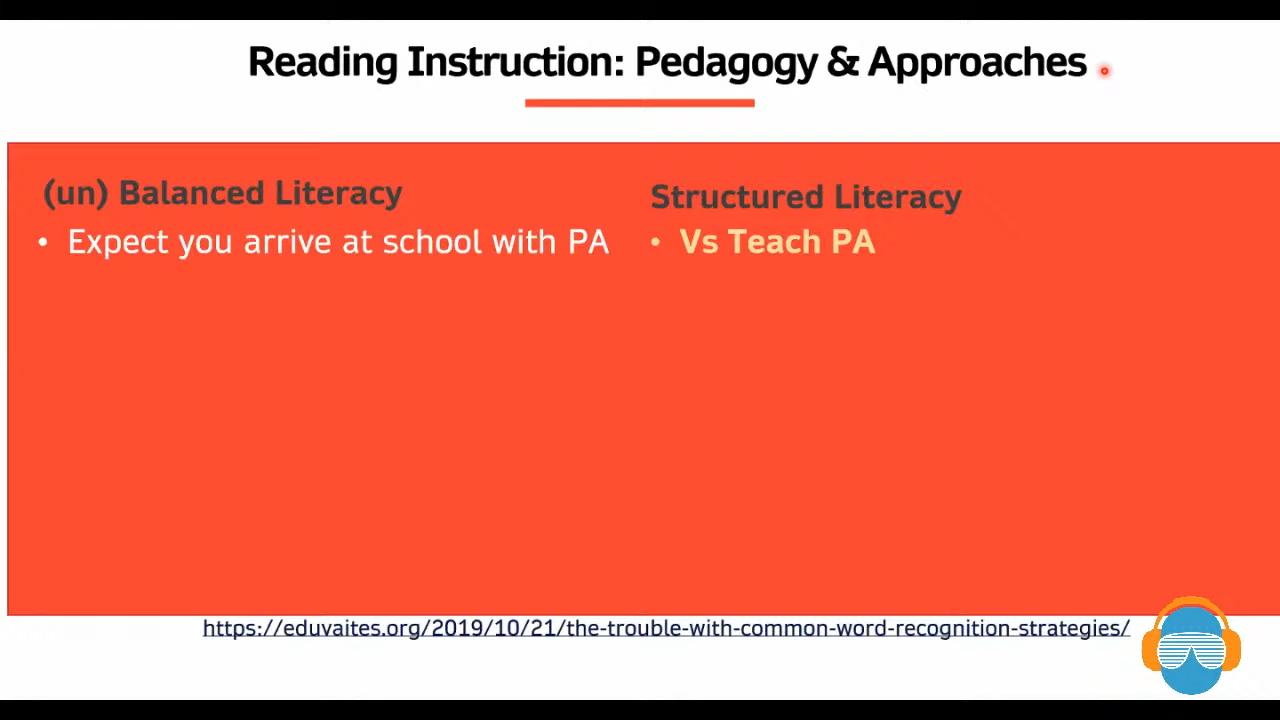 Reading Instruction: Pedagogy & Approaches
(un) Balanced Literacy
• Expect you arrive at school with PA
Structured Literacy
• Vs Teach PA
https://eduvaites.org/2019/10/21/the-trouble-with-common-word-recognition-strategies/